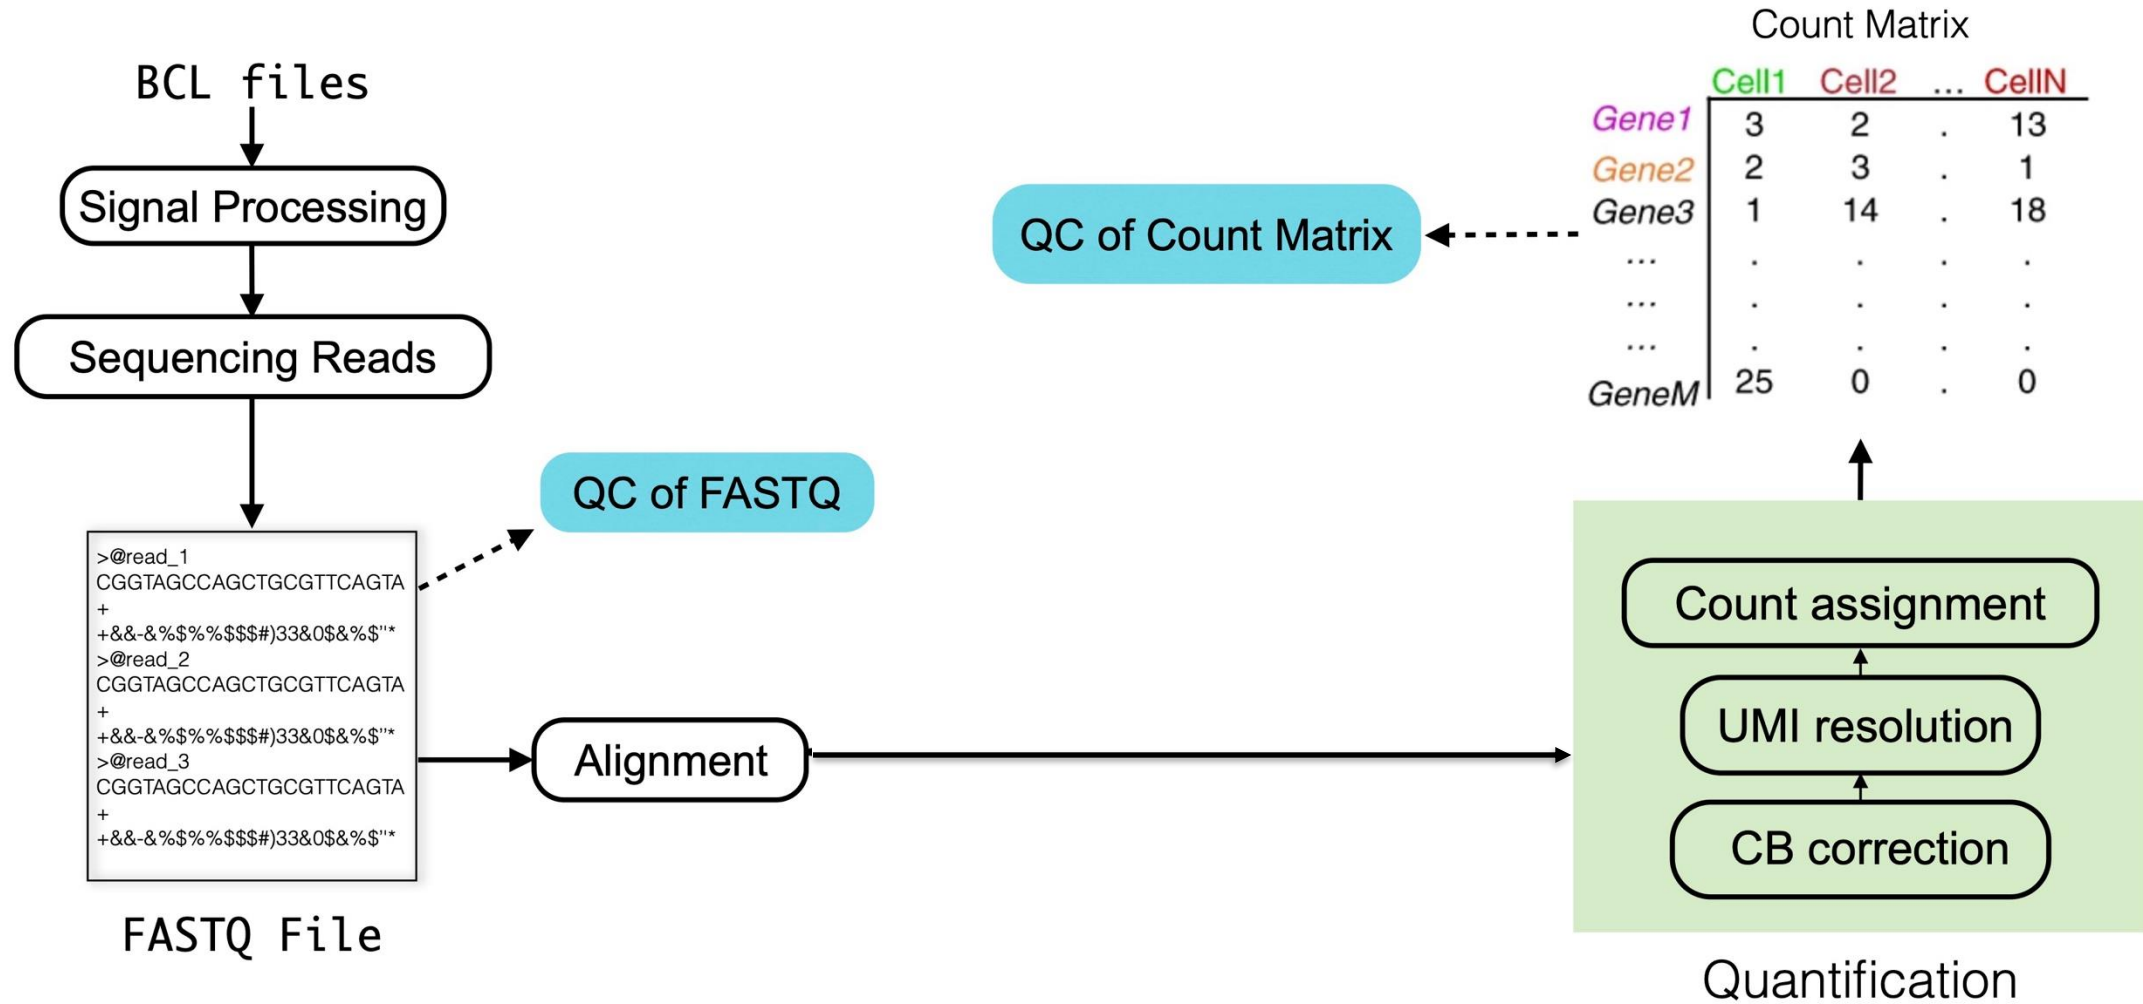 BCL files
Signal Processing
Sequencing Reads
>@read_1
CGGTAGCCAGCTGCGTTCAGTA
+
+&&-&%$%%$$$#)33&0$&%$"*
>@read_2
CGGTAGCCAGCTGCGTTCAGTA
+
+&&-&%$%%$$$#)33&0$&%$"*
>@read_3
CGGTAGCCAGCTGCGTTCAGTA
+
+&&-&%$%%$$$#)33&0$&%$"*
FASTQ File
QC of FASTQ
Alignment
QC of Count Matrix
Count Matrix
Cell1 Cell2 ... CellN
Gene1 3 2 . 13
Gene2 2 3 . 1
Gene3 1 14 . 18
... . . . .
... . . . .
... . . . .
GeneM 25 0 . 0
Count assignment
UMI resolution
CB correction
Quantification